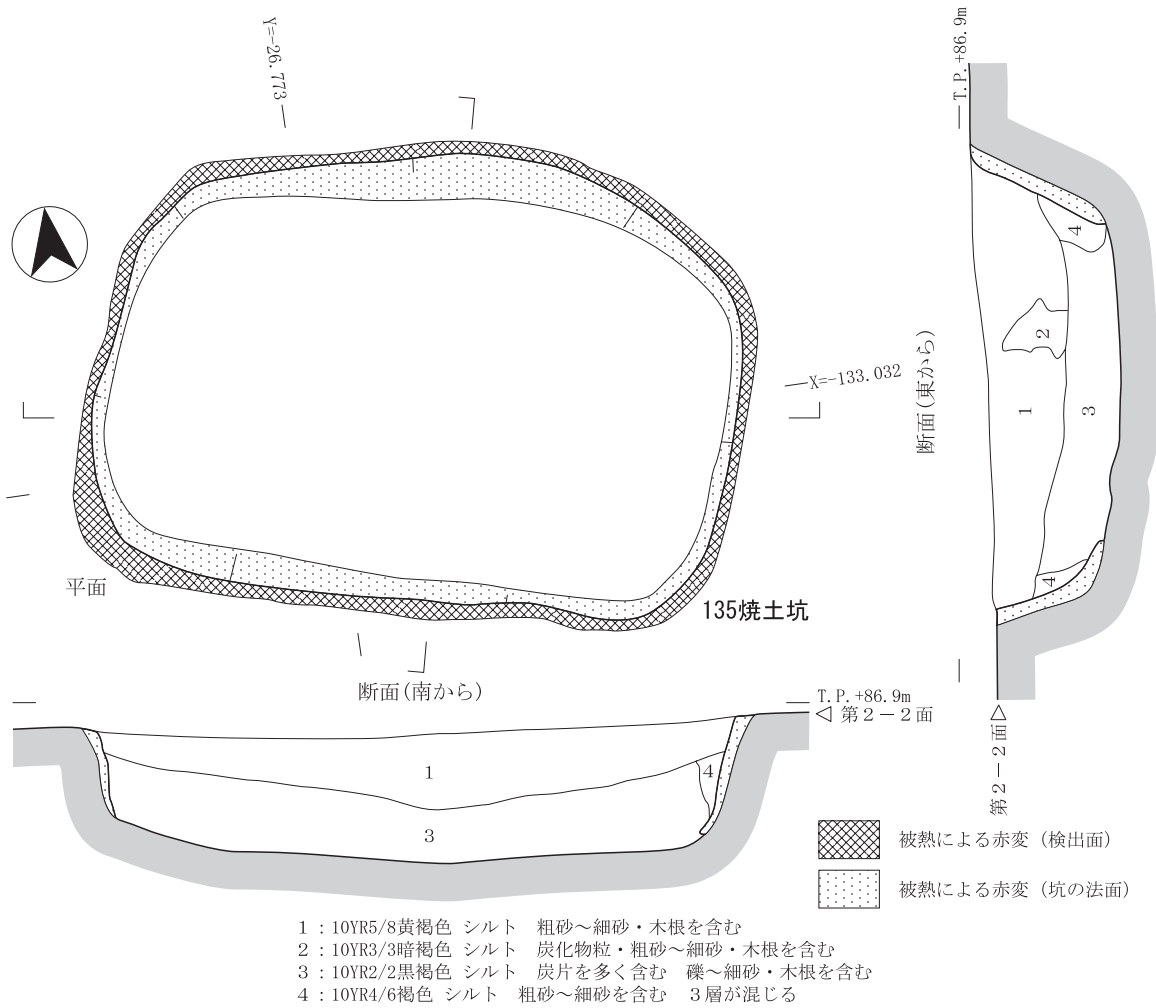 Y=-26.773
T.P.+86.9m
X=-133.032
断面(東から)
4
2
1
3
4
平面
135焼土坑
断面(南から)
T.P.+86.9m
◁ 第2-2面
第2-2面▷
1
4
3
被熱による赤変（検出面）
被熱による赤変（坑の法面）
1：10YR5/8黄褐色 シルト　粗砂～細砂・木根を含む
2：10YR3/3暗褐色 シルト　炭化物粒・粗砂～細砂・木根を含む
3：10YR2/2黒褐色 シルト　炭片を多く含む　礫～細砂・木根を含む
4：10YR4/6褐色 シルト　粗砂～細砂を含む　3層が混じる